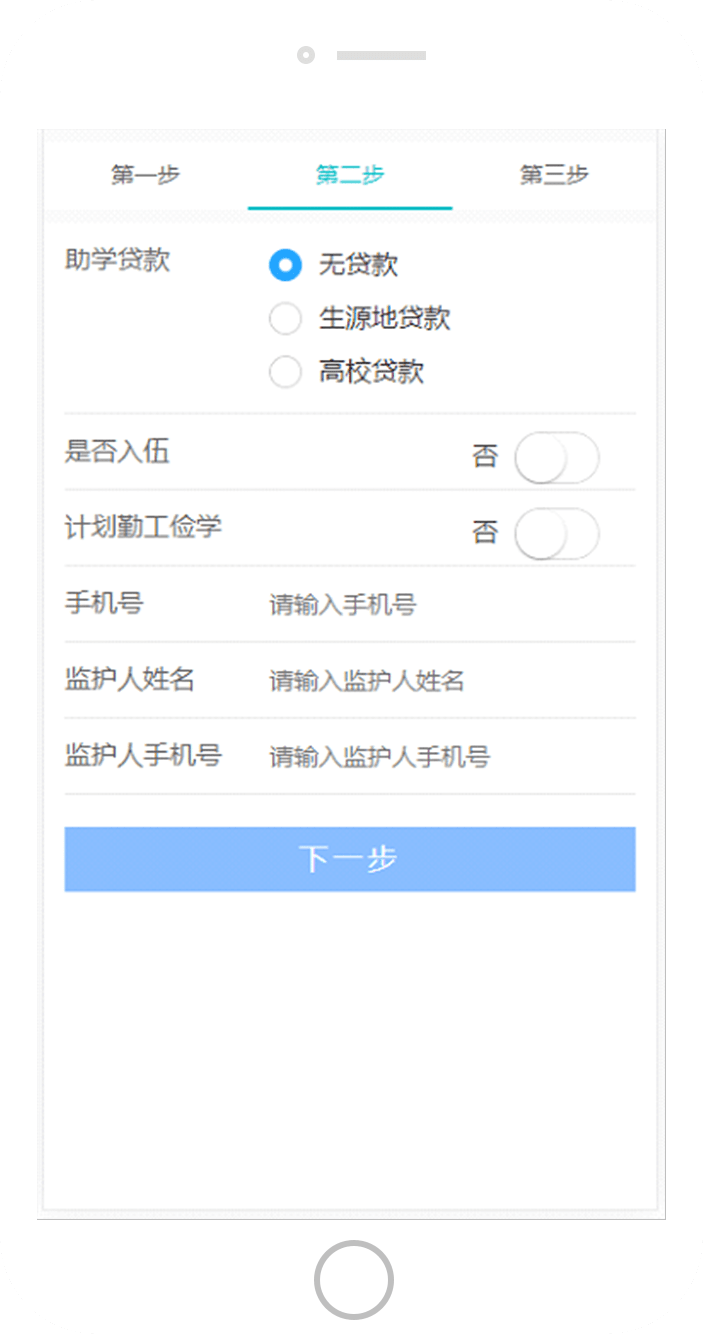 第一步 第二步 第三步
助学贷款 无贷款
生源地贷款
高校贷款
是否入伍 否
计划勤工俭学 否
手机号 请输入手机号
监护人姓名 请输入监护人姓名
监护人手机号 请输入监护人手机号
下一步